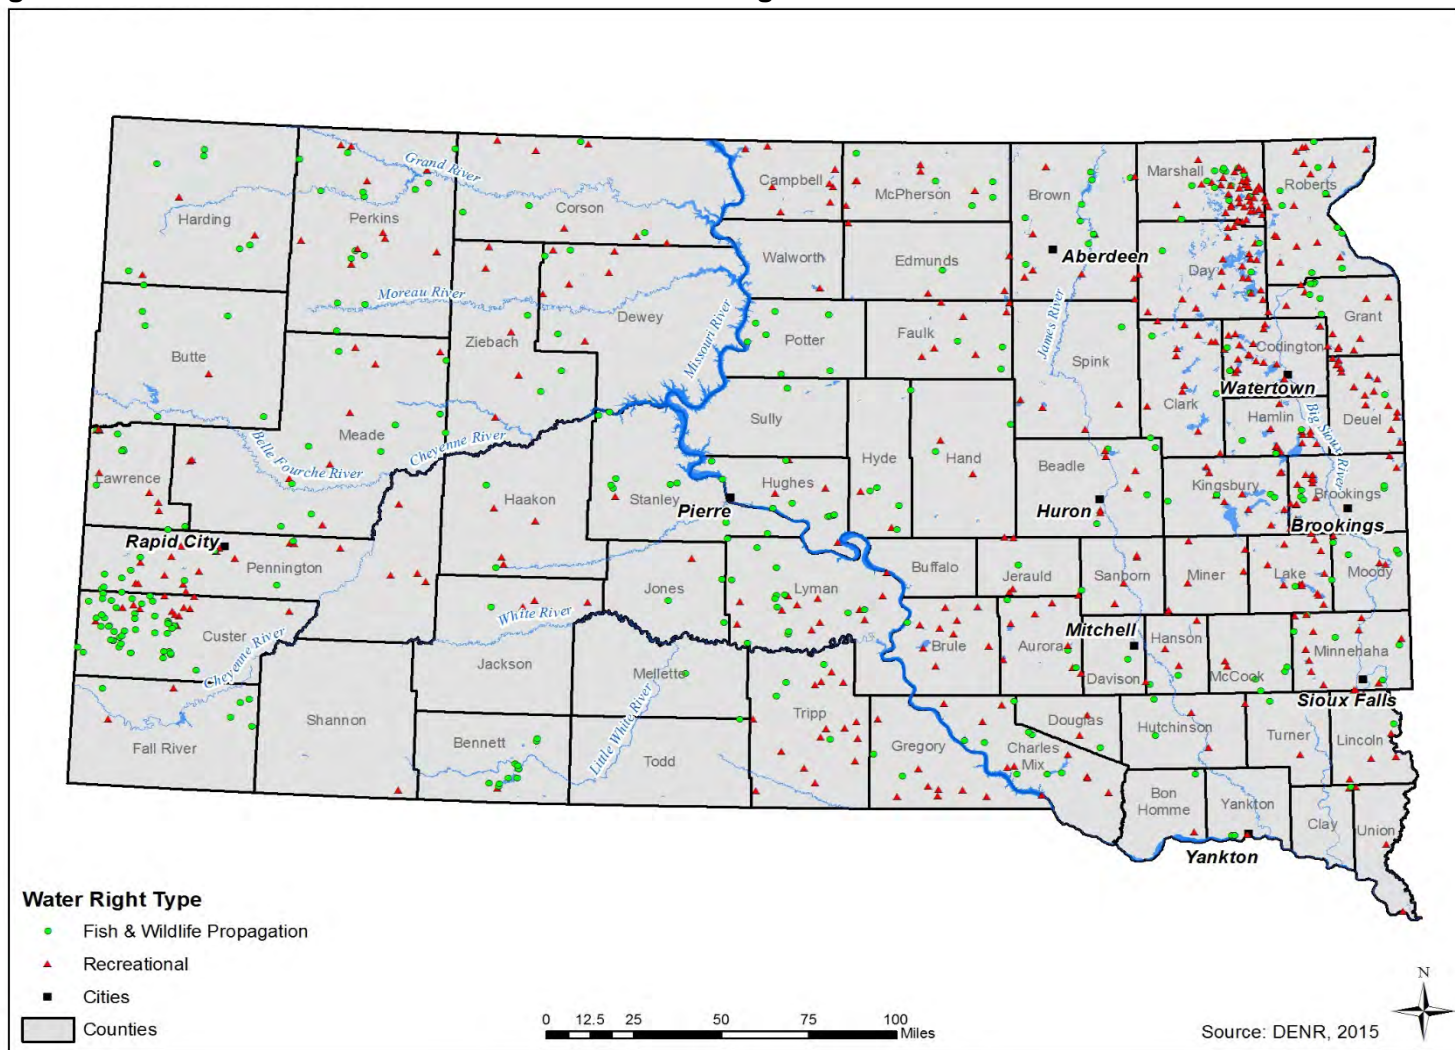 Grand River
Campbell
McPherson
Brown
Marshall
Roberts
Harding
Perkins
Corson
Aberdeen
Walworth
Edmunds
Day
Moreau River
Dewey
Missouri River
Potter
Faulk
James River
Spink
Codington
Grant
Butte
Ziebach
Watertown
Clark
Hamlin
Big Sioux River
Deuel
Meade
Sully
Belle Fourche River
Cheyenne River
Hyde
Hand
Beadle
Lawrence
Haakon
Stanley
Hughes
Kingsbury
Brookings
Pierre
Huron
Brookings
Rapid City
Pennington
Jones
Lyman
Buffalo
Jerauld
Sanborn
Miner
Lake
Moody
White River
Custer
Cheyenne River
Mitchell
Hanson
Jackson
Mellette
Brule
Aurora
Davison
McCook
Minnehaha
Little White River
Sioux Falls
Shannon
Tripp
Fall River
Bennett
Todd
Gregory
Charles
Mix
Douglas
Hutchinson
Turner
Lincoln
Bon
Homme
Yankton
Clay
Union
Yankton
Water Right Type
Fish & Wildlife Propagation
Recreational
Cities
Counties
0 12.5 25 50 75 100
Miles
N
Source: DENR, 2015